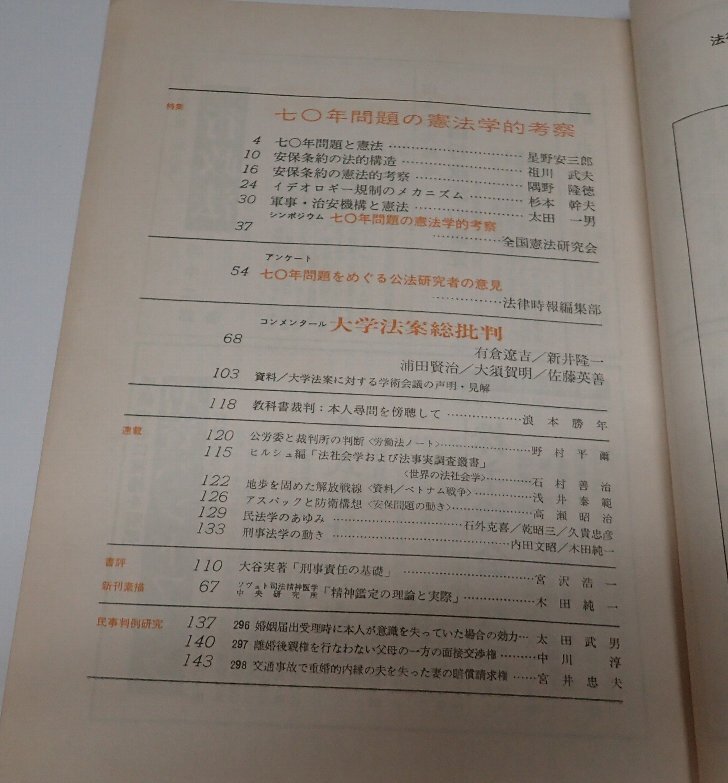 特集
七〇年問題の憲法学的考察
4 七〇年問題と憲法……………………星野安三郎
10 安保条約の法的構造…………………祖川武夫
16 安保条約の憲法的考察………………隅野隆徳
24 イデオロギー規制のメカニズム………杉本幹夫
30 軍事・治安機構と憲法………………太田一男
シンポジウム 七〇年問題の憲法学的考察
37 ……………全国憲法研究会
アンケート
54 七〇年問題をめぐる公法研究者の意見
……………法律時報編集部
コンメンタール 大学法案総批判
68 有倉遼吉/新井隆一
浦田賢治/大須賀明/佐藤英善
103 資料/大学法案に対する学術会議の声明・見解
118 教科書裁判:本人尋問を傍聴して………………浪本勝年
連載
120 公労委と裁判所の判断〈労働法ノート〉………………野村平爾
115 ヒルシュ編「法社会学および法事実調査叢書」
〈世界の法社会学〉……………石村善治
122 地歩を固めた解放戦線〈資料/ベトナム戦争〉…………浅井泰範
126 アスパックと防衛構想〈安保問題の動き〉……………高瀬昭治
129 民法学のあゆみ………………石外克喜/乾昭三/久貴忠彦
133 刑事法学の動き………………内田文昭/木田純一
書評
110 大谷実著「刑事責任の基礎」………………宮沢浩一
新刊素描
67 ソヴェト司法精神医学中央研究所「精神鑑定の理論と実際」……………木田純一
民事判例研究
137 296 婚姻届出受理時に本人が意識を失っていた場合の効力…太田武男
140 297 離婚後親権を行なわない父母の一方の面接交渉権………中川淳
143 298 交通事故で重婚的内縁の夫を失った妻の賠償請求権……宮井忠夫